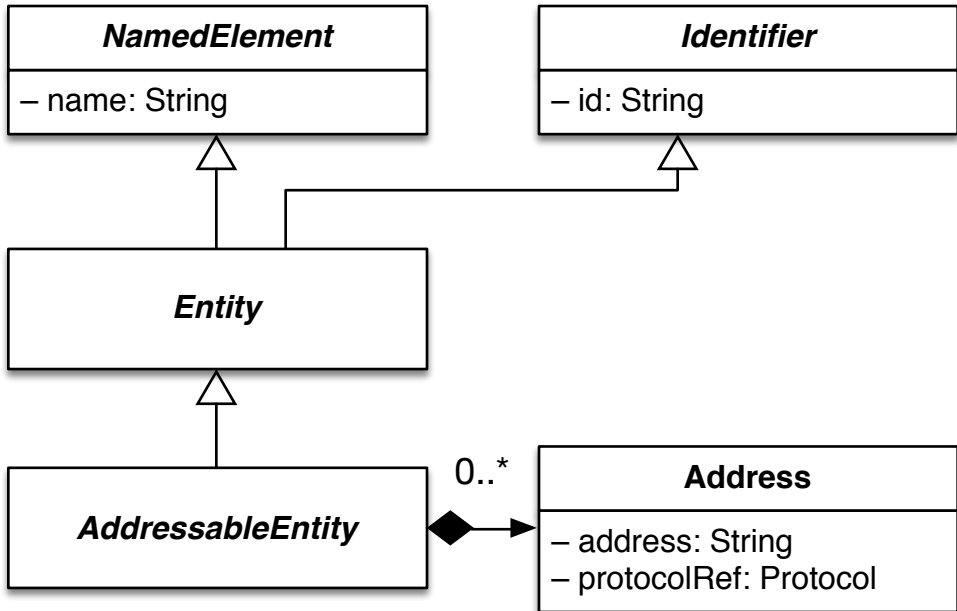 NamedElement
– name: String
Identifier
– id: String
Entity
AddressableEntity
0..*
Address
– address: String
– protocolRef: Protocol